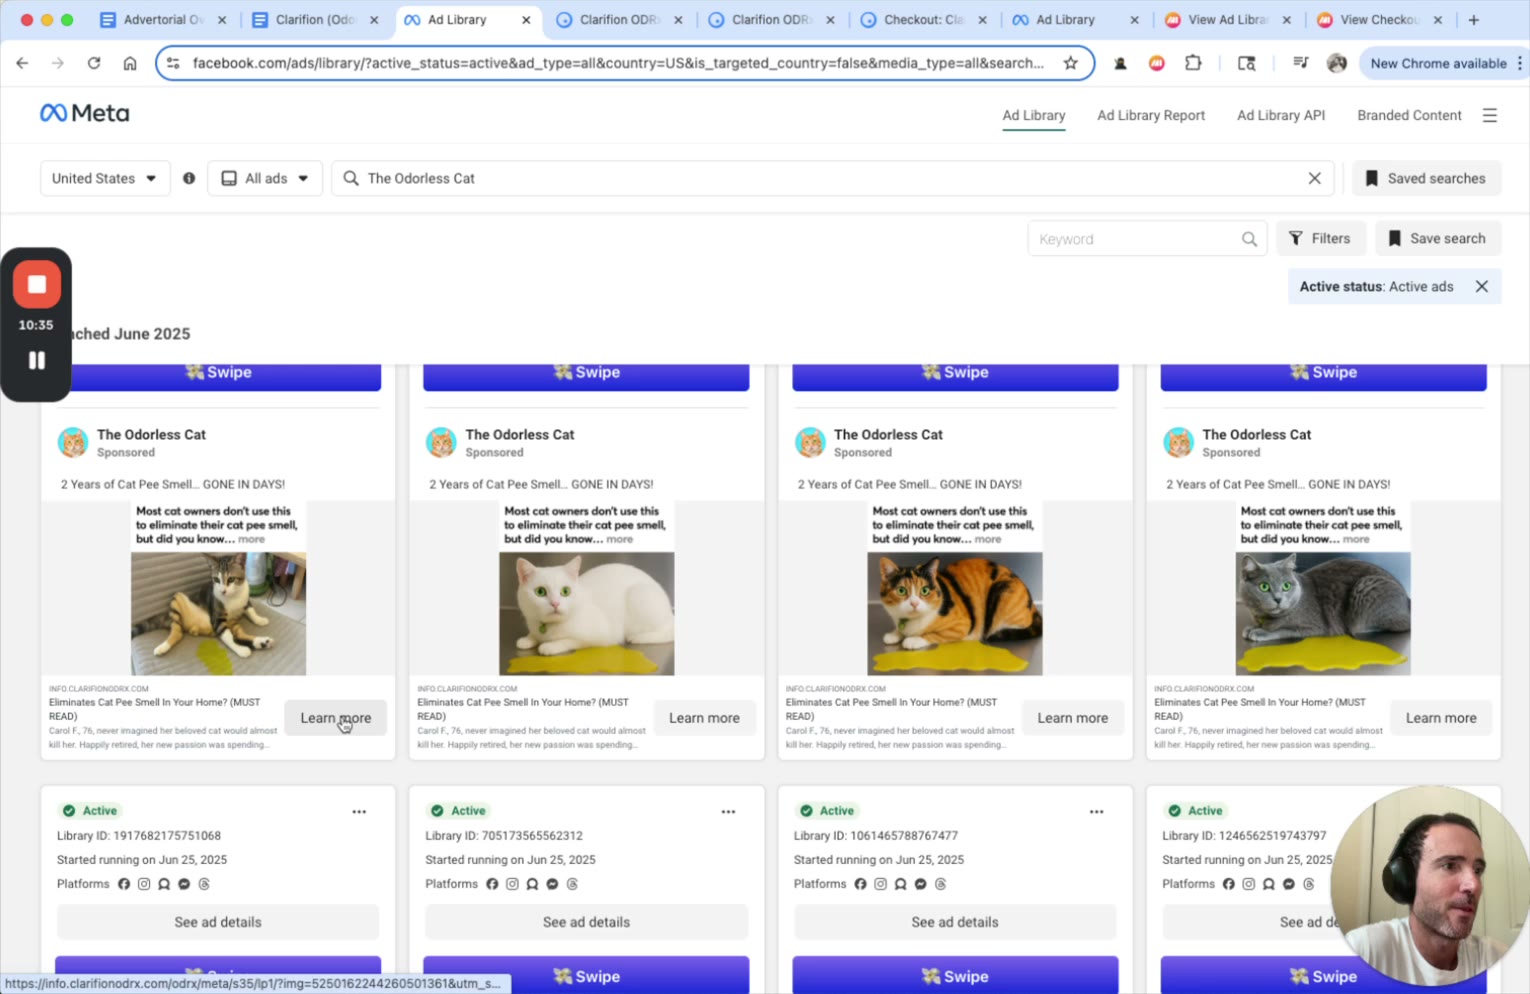 Advertorial Ov
Clarifion (Odo
Ad Library
Clarifion ODR
Clarifion ODR
Checkout: Cla
Ad Library
View Ad Libra
View Checkou
facebook.com/ads/library/?active_status=active&ad_type=all&country=US&is_targeted_country=false&media_type=all&search...
New Chrome available
Meta
Ad Library
Ad Library Report
Ad Library API
Branded Content
United States
All ads
The Odorless Cat
Saved searches
Keyword
Filters
Save search
Active status: Active ads
10:35
ched June 2025
Swipe
Swipe
Swipe
Swipe
The Odorless Cat
Sponsored
2 Years of Cat Pee Smell... GONE IN DAYS!
Most cat owners don't use this
to eliminate their cat pee smell,
but did you know... more
INFO.CLARIFIONODRX.COM
Eliminates Cat Pee Smell In Your Home? (MUST
READ)
Carol F., 76, never imagined her beloved cat would almost
kill her. Happily retired, her new passion was spending...
Learn more
The Odorless Cat
Sponsored
2 Years of Cat Pee Smell... GONE IN DAYS!
Most cat owners don't use this
to eliminate their cat pee smell,
but did you know... more
INFO.CLARIFIONODRX.COM
Eliminates Cat Pee Smell In Your Home? (MUST
READ)
Carol F., 76, never imagined her beloved cat would almost
kill her. Happily retired, her new passion was spending...
Learn more
The Odorless Cat
Sponsored
2 Years of Cat Pee Smell... GONE IN DAYS!
Most cat owners don't use this
to eliminate their cat pee smell,
but did you know... more
INFO.CLARIFIONODRX.COM
Eliminates Cat Pee Smell In Your Home? (MUST
READ)
Carol F., 76, never imagined her beloved cat would almost
kill her. Happily retired, her new passion was spending...
Learn more
The Odorless Cat
Sponsored
2 Years of Cat Pee Smell... GONE IN DAYS!
Most cat owners don't use this
to eliminate their cat pee smell,
but did you know... more
INFO.CLARIFIONODRX.COM
Eliminates Cat Pee Smell In Your Home? (MUST
READ)
Carol F., 76, never imagined her beloved cat would almost
kill her. Happily retired, her new passion was spending...
Learn more
Active
Library ID: 1917682175751068
Started running on Jun 25, 2025
Platforms
See ad details
Swipe
Active
Library ID: 705173565562312
Started running on Jun 25, 2025
Platforms
See ad details
Swipe
Active
Library ID: 1061465788767477
Started running on Jun 25, 2025
Platforms
See ad details
Swipe
Active
Library ID: 1246562519743797
Started running on Jun 25, 2025
Platforms
See ad de
Swipe
https://info.clarifionodrx.com/odrx/meta/s35/lp1/?img=5250162244260501361&utm_s...